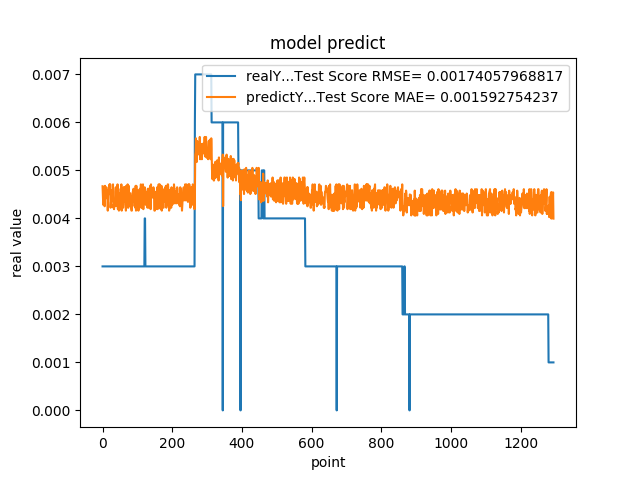 model predict
realY...Test Score RMSE= 0.00174057968817
predictY...Test Score MAE= 0.001592754237
0.007
0.006
0.005
0.004
0.003
0.002
0.001
0.000
real value
0 200 400 600 800 1000 1200
point